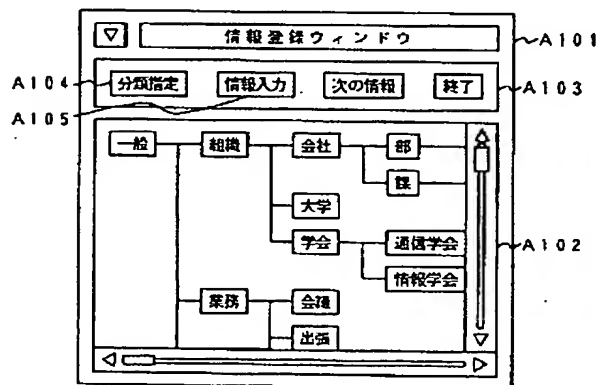 情報登録ウィンドウ
A101
A104
分類指定
情報入力
次の情報
終了
A103
A105
一般
組織
会社
部
課
大学
学会
通信学会
A102
情報学会
業務
会議
出張